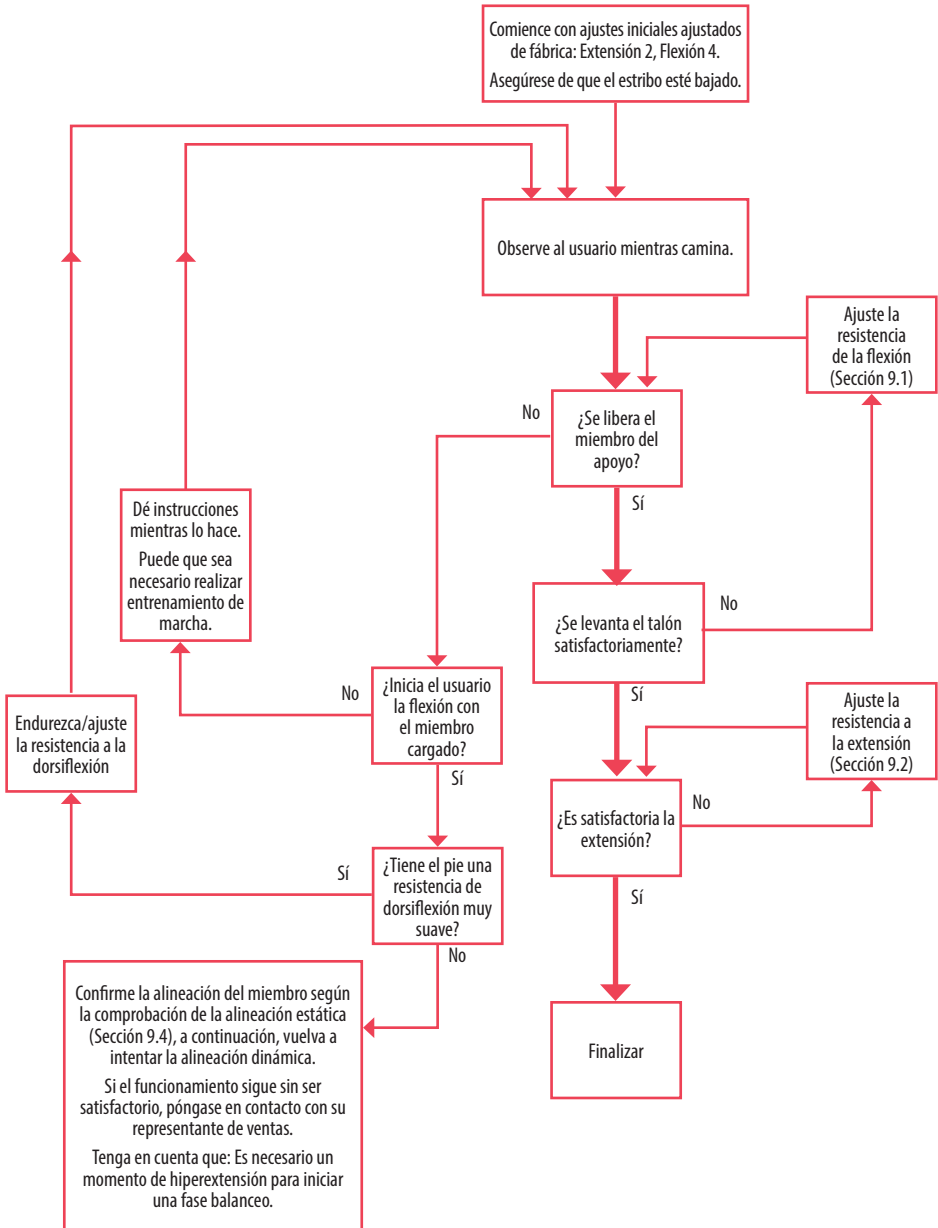 Comience con ajustes iniciales ajustados
de fábrica: Extensión 2, Flexión 4.
Asegúrese de que el estribo esté bajado.
Observe al usuario mientras camina.
Ajuste la
resistencia
de la flexión
(Sección 9.1)
No
¿Se libera el
miembro del
apoyo?
Sí
Dé instrucciones
mientras lo hace.
Puede que sea
necesario realizar
entrenamiento de
marcha.
¿Se levanta el talón
satisfactoriamente?
No
Sí
No
¿Inicia el usuario
la flexión con
el miembro
cargado?
Sí
Endurezca/ajuste
la resistencia a la
dorsiflexión
Ajuste la
resistencia a
la extensión
(Sección 9.2)
¿Es satisfactoria la
extensión?
No
Sí
Sí
¿Tiene el pie una
resistencia de
dorsiflexión muy
suave?
No
Confirme la alineación del miembro según
la comprobación de la alineación estática
(Sección 9.4), a continuación, vuelva a
intentar la alineación dinámica.
Si el funcionamiento sigue sin ser
satisfactorio, póngase en contacto con su
representante de ventas.
Tenga en cuenta que: Es necesario un
momento de hiperextensión para iniciar
una fase balanceo.
Finalizar